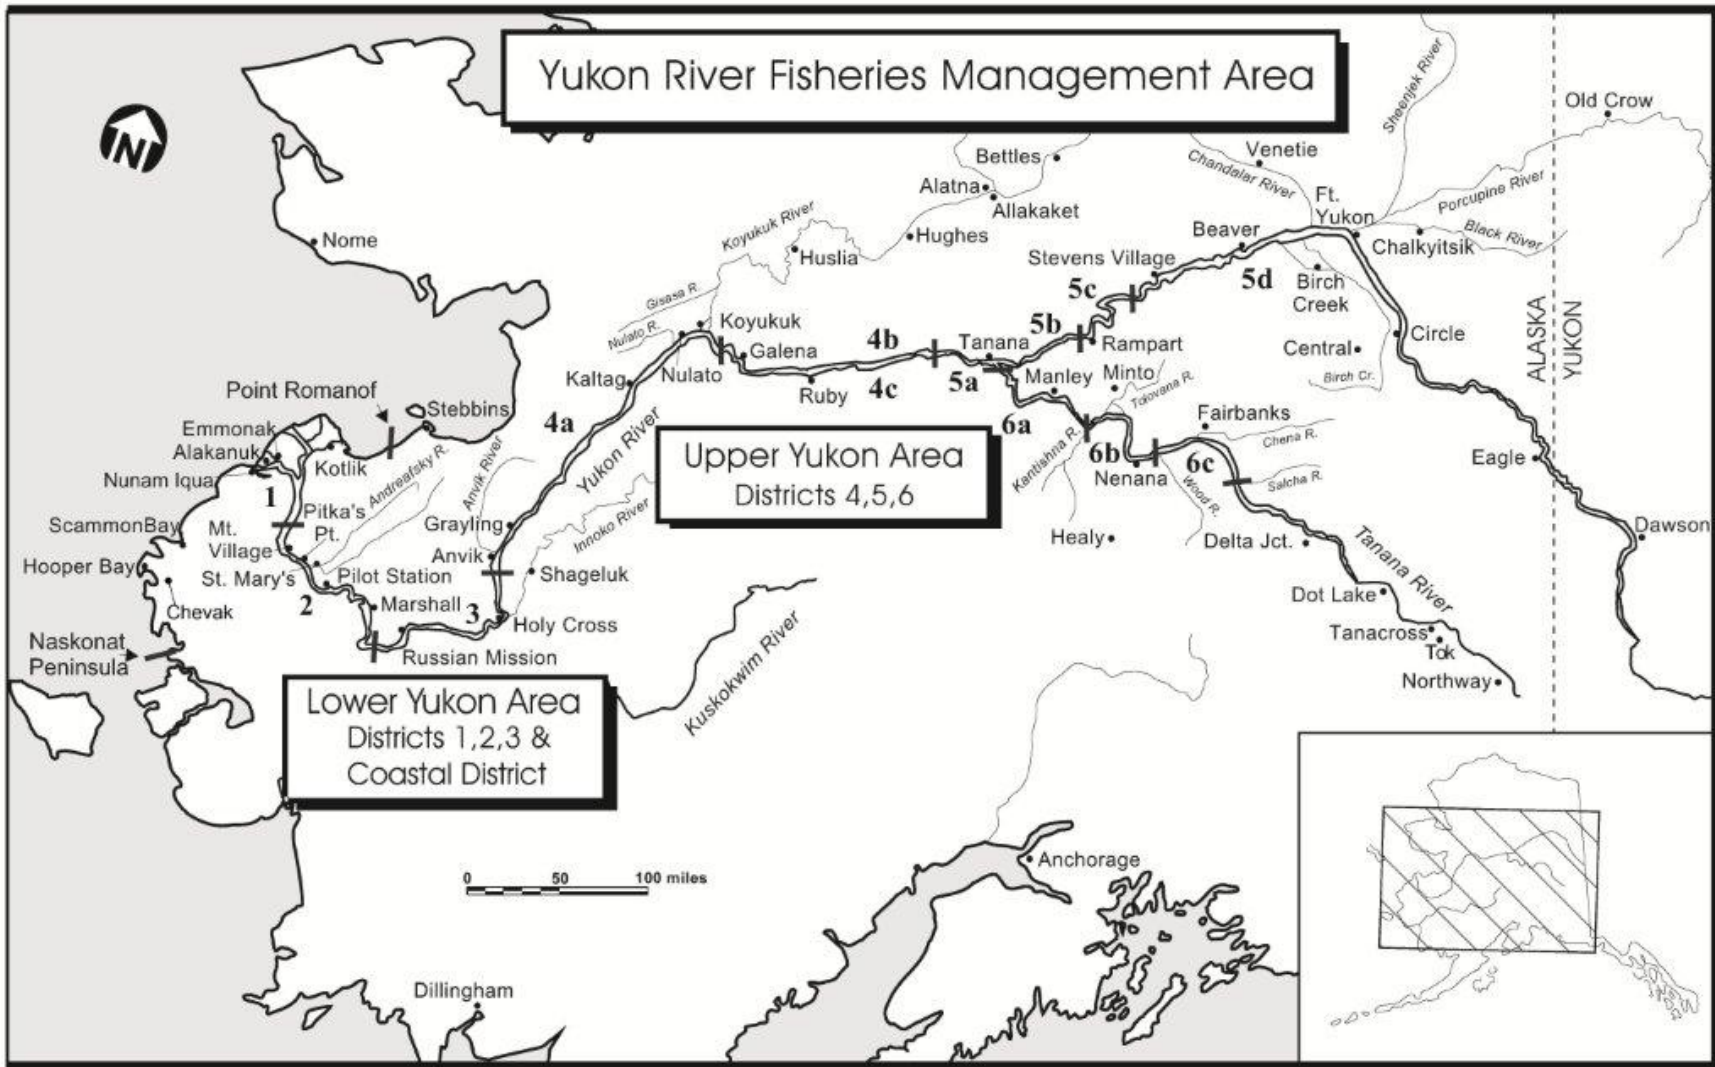 Yukon River Fisheries Management Area
N
Sheenjek River
Old Crow
Venetie
Chandalar River
Bettles
Alatna
Allakaket
Ft.
Yukon
Porcupine River
Koyukuk River
Hughes
Beaver
Chalkyitsik
Black River
Nome
Huslia
Stevens Village
5d
Birch
Creek
Gisasa R.
5c
ALASKA
YUKON
Nulato R.
Koyukuk
4b
Tanana
5b
Rampart
Circle
Galena
Central
Nulato
Kaltag
Ruby
4c
5a
Manley
Minto
Tolovana R.
Birch Cr.
Point Romanof
Stebbins
4a
6a
Fairbanks
Emmonak
Alakanuk
Kotlik
Yukon River
Upper Yukon Area
Districts 4,5,6
Kantishna R.
6b
6c
Chena R.
Nunam Iqua
Andreafsky R.
Anvik River
Nenana
Wood R.
Salcha R.
Eagle
1
Pitka's
Pt.
ScammonBay
Mt.
Village
Grayling
Innoko River
Healy
Delta Jct.
Tanana River
Dawson
Hooper Bay
St. Mary's
Pilot Station
Anvik
Shageluk
Chevak
2
Marshall
3
Holy Cross
Dot Lake
Naskonat
Peninsula
Russian Mission
Kuskokwim River
Tanacross
Tok
Northway
Lower Yukon Area
Districts 1,2,3 &
Coastal District
Anchorage
0 50 100 miles
Dillingham